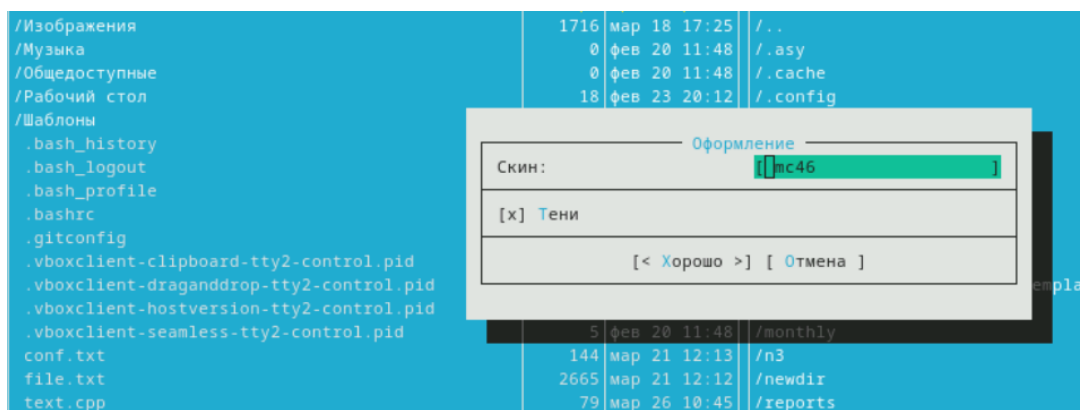 /Изображения 1716 мар 18 17:25 /..
/Музыка 0 фев 20 11:48 /.asy
/Общедоступные 0 фев 20 11:48 /.cache
/Рабочий стол 18 фев 23 20:12 /.config
/Шаблоны
.bash_history Оформление
.bash_logout Скин: [ mc46 ]
.bash_profile
.bashrc [x] Тени
.gitconfig
.vboxclient-clipboard-tty2-control.pid [< Хорошо >] [ Отмена ]
.vboxclient-draganddrop-tty2-control.pid empla
.vboxclient-hostversion-tty2-control.pid
.vboxclient-seamless-tty2-control.pid 5 фев 20 11:48 /monthly
conf.txt 144 мар 21 12:13 /n3
file.txt 2665 мар 21 12:12 /newdir
text.cpp 79 мар 26 10:45 /reports